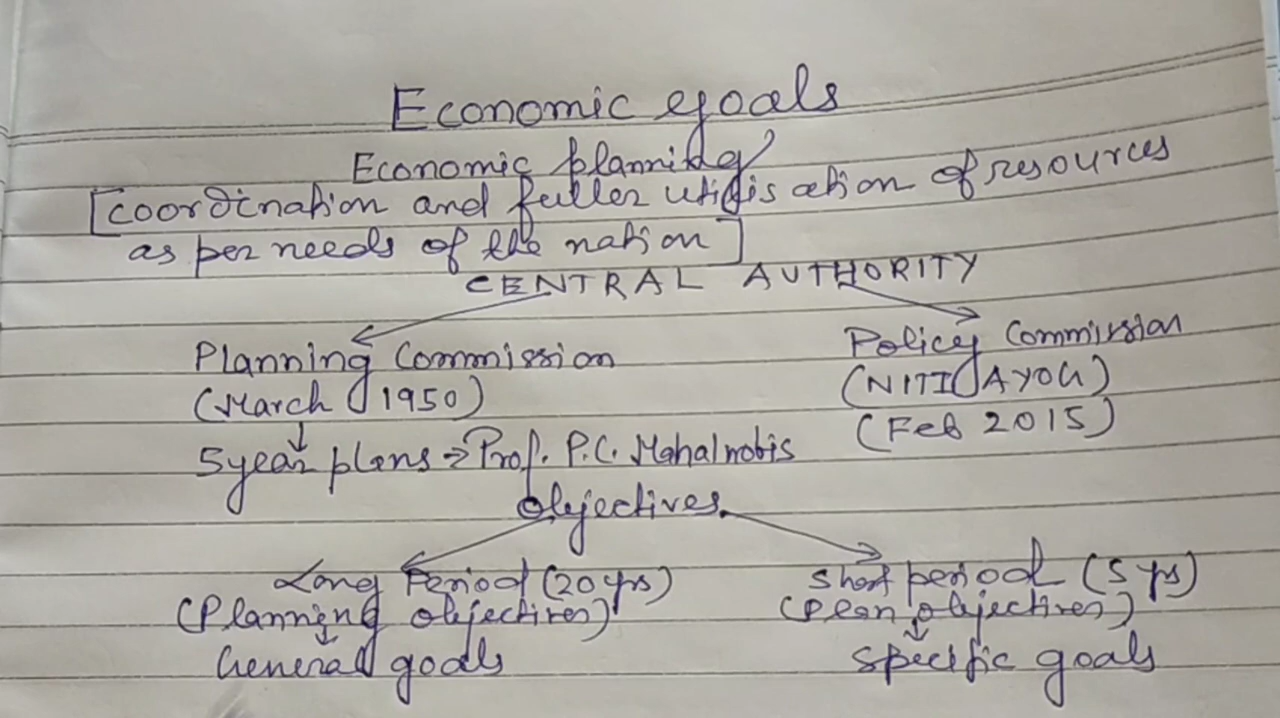 Economic goals
Economic planning
[coordination and fuller utilisation of resources
as per needs of the nation]
CENTRAL AUTHORITY
Planning Commission
(March 1950)
Policy Commission
(NITI AYOG)
(Feb 2015)
5 year plans → Prof. P.C. Mahalnobis
Objectives
Long Period (20 yrs)
(Planning objectives)
General goals
Short period (5 yrs)
(Plan objectives)
Specific goals